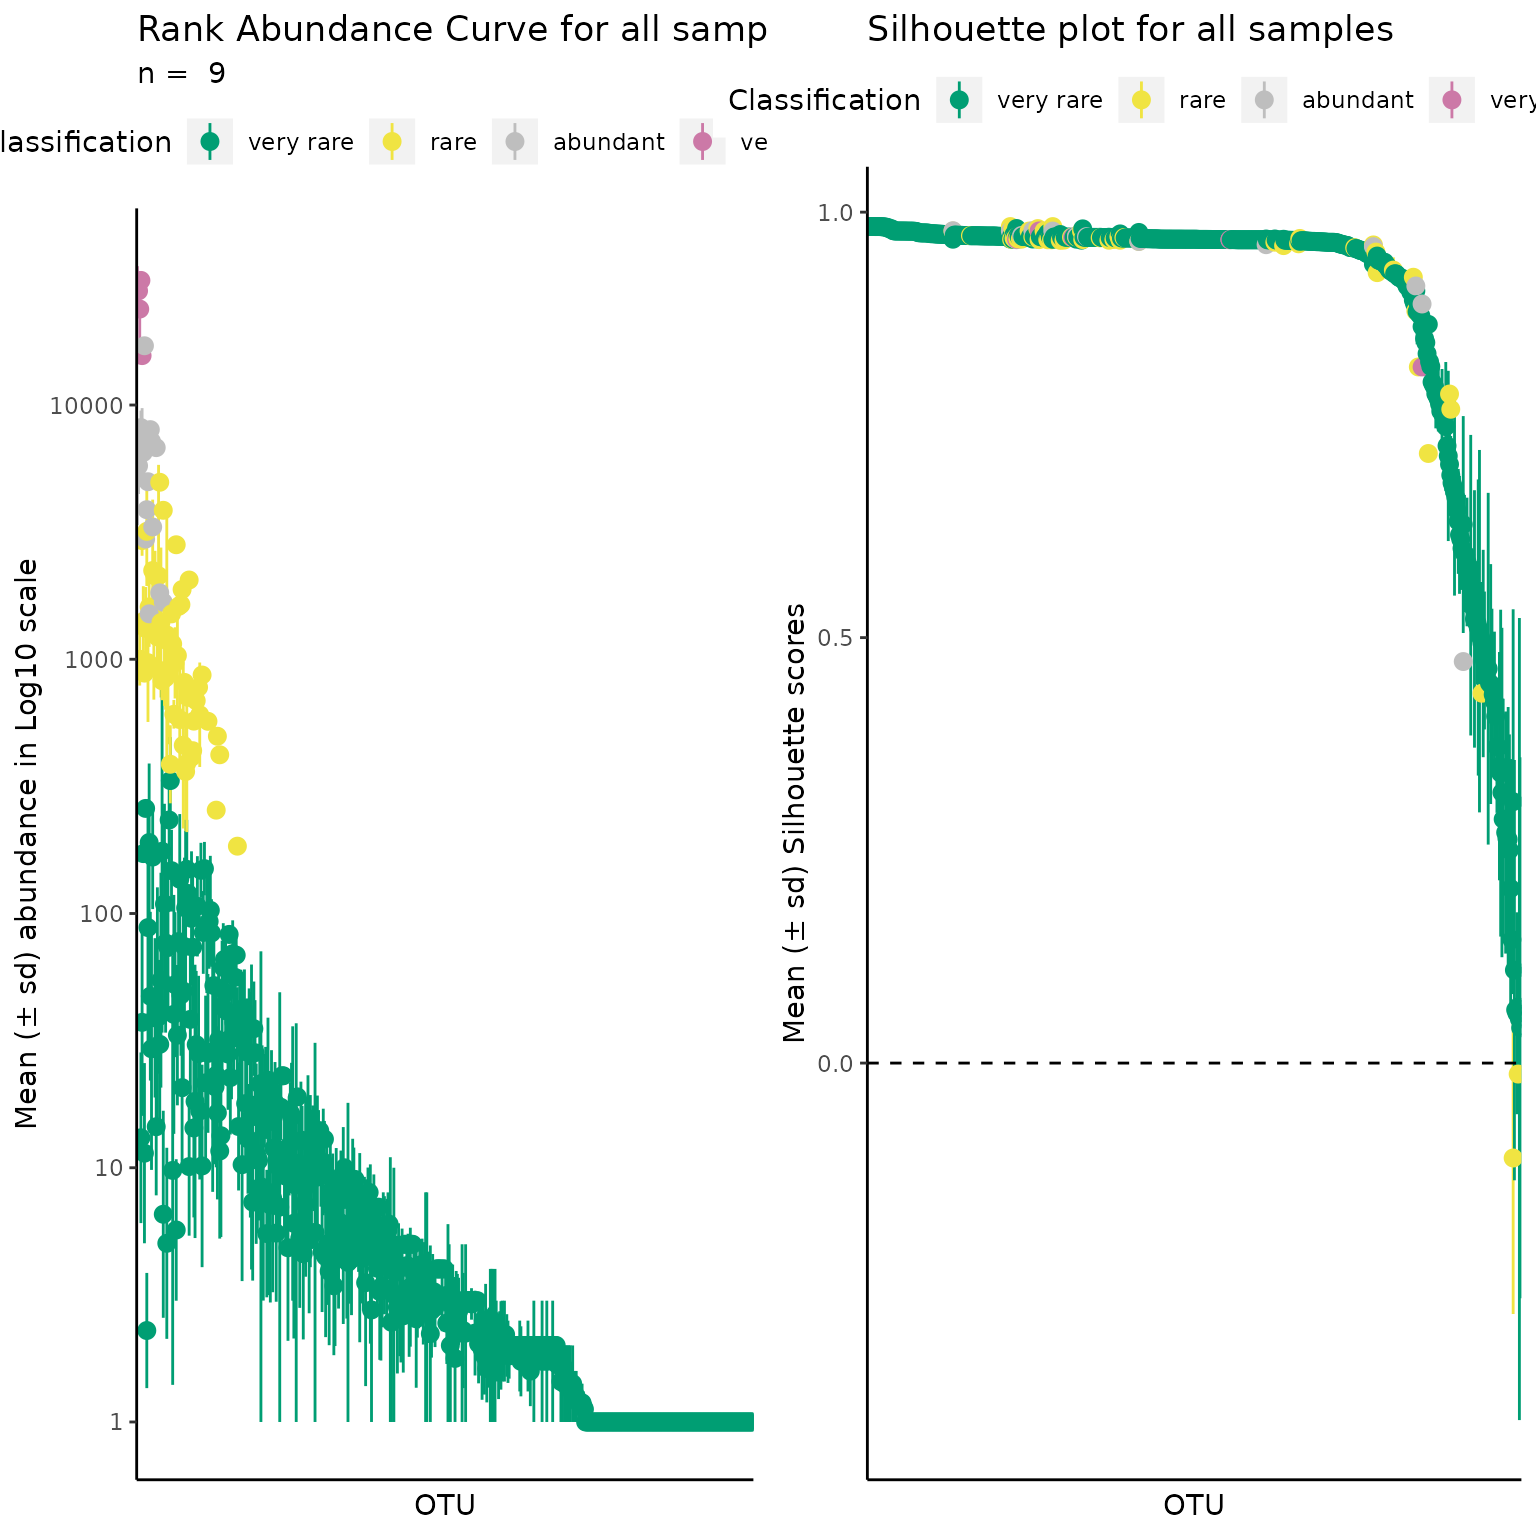 Rank Abundance Curve for all samp
n = 9
lassification very rare rare abundant ve
Mean (± sd) abundance in Log10 scale
10000
1000
100
10
1
OTU
Silhouette plot for all samples
Classification very rare rare abundant very
Mean (± sd) Silhouette scores
1.0
0.5
0.0
OTU